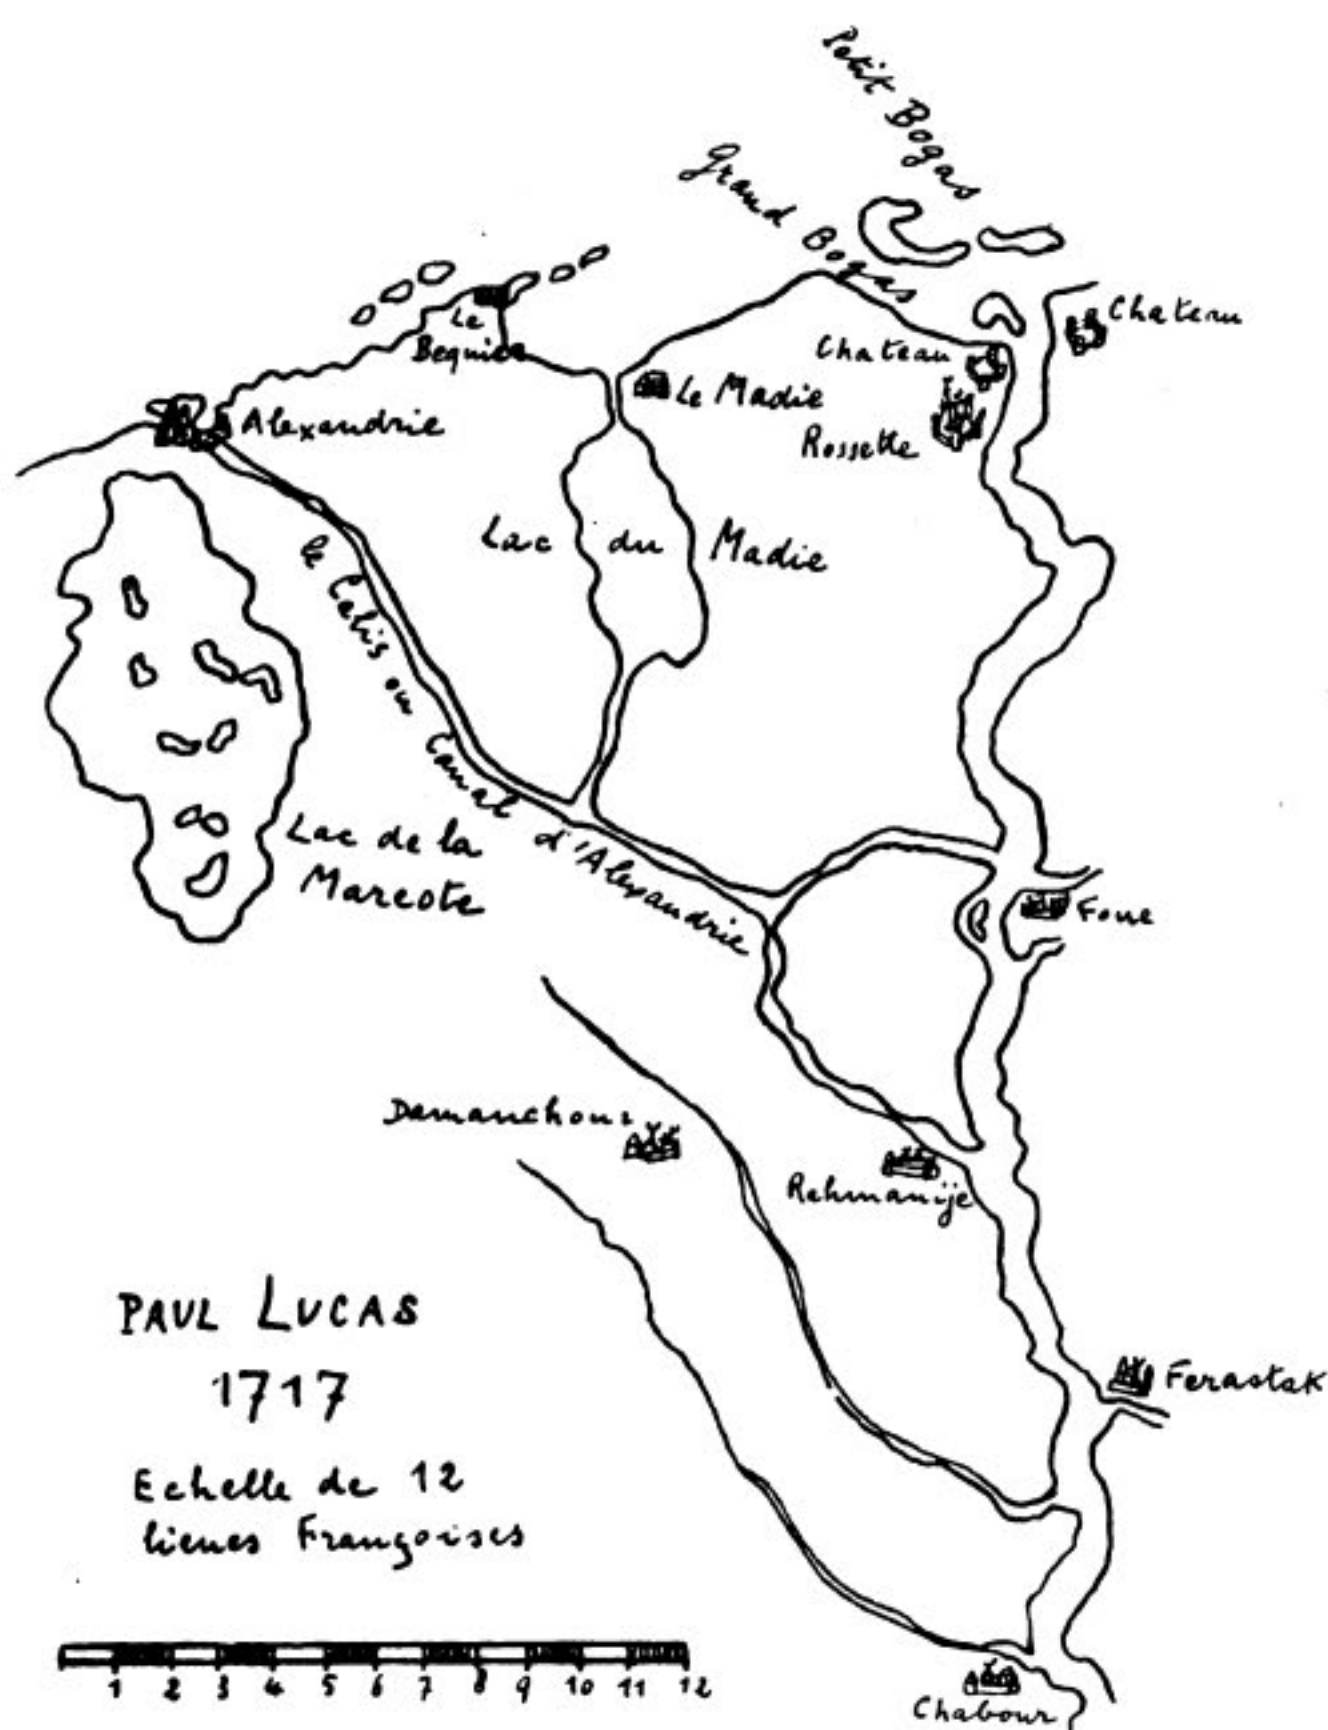 Petit Bogas
Grand Bogas
Chateau
Le
Bequier
Chateau
Le Madie
Alexandrie
Rossette
Lac du Madie
le Calis ou Canal d'Alexandrie
Lac de la
Mareote
Foue
Damanchour
Rehmanije
PAUL LUCAS
1717
Ferastak
Echelle de 12
lieues Françoises
1 2 3 4 5 6 7 8 9 10 11 12
Chabour